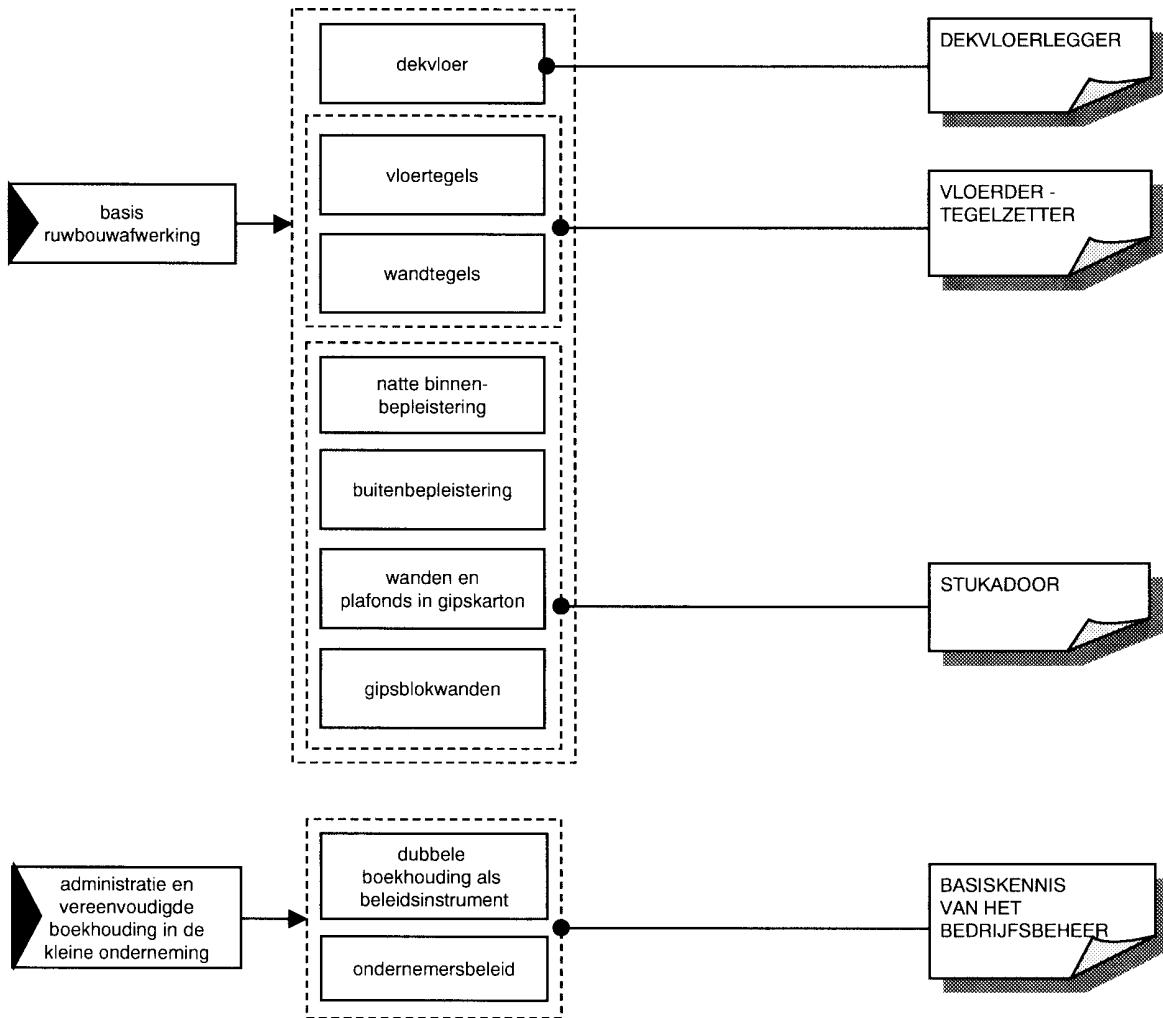 dekvloer
DEKVLOERLEGGER
basis
ruwbouwafwerking
vloertegels
wandtegels
VLOERDER -
TEGELZETTER
natte binnen-
bepleistering
buitenbepleistering
wanden en
plafonds in gipskarton
gipsblokwanden
STUKADOOR
administratie en
vereenvoudigde
boekhouding in de
kleine onderneming
dubbele
boekhouding als
beleidsinstrument
ondernemersbeleid
BASISKENNIS
VAN HET
BEDRIJFSBEHEER